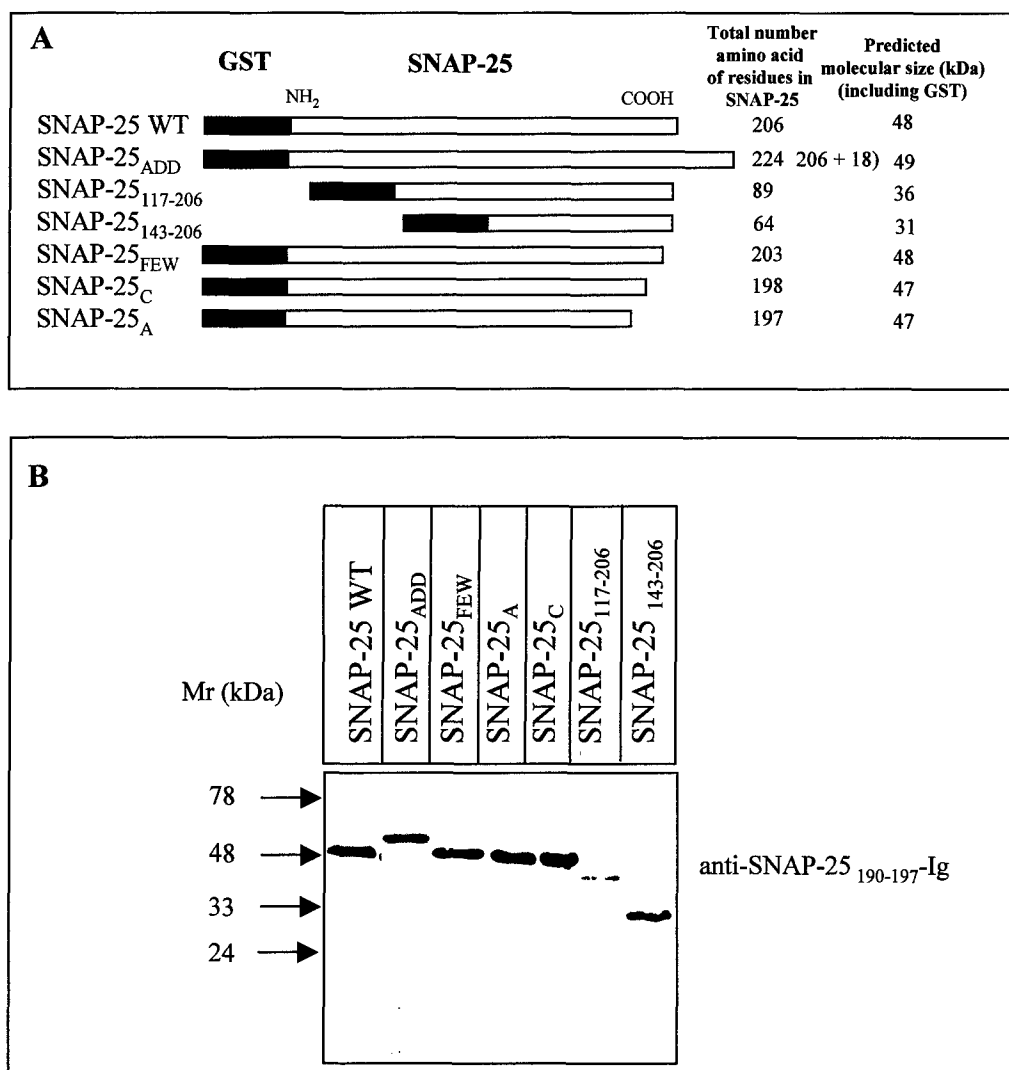 A
GST SNAP-25
Total number amino acid of residues in SNAP-25
Predicted molecular size (kDa) (including GST)
NH2 COOH
SNAP-25 WT 206 48
SNAP-25ADD 224 206 + 18) 49
SNAP-25117-206 89 36
SNAP-25143-206 64 31
SNAP-25FEW 203 48
SNAP-25C 198 47
SNAP-25A 197 47
B
Mr (kDa)
SNAP-25 WT
SNAP-25ADD
SNAP-25FEW
SNAP-25A
SNAP-25C
SNAP-25117-206
SNAP-25 143-206
78
48
33
24
anti-SNAP-25 190-197-Ig